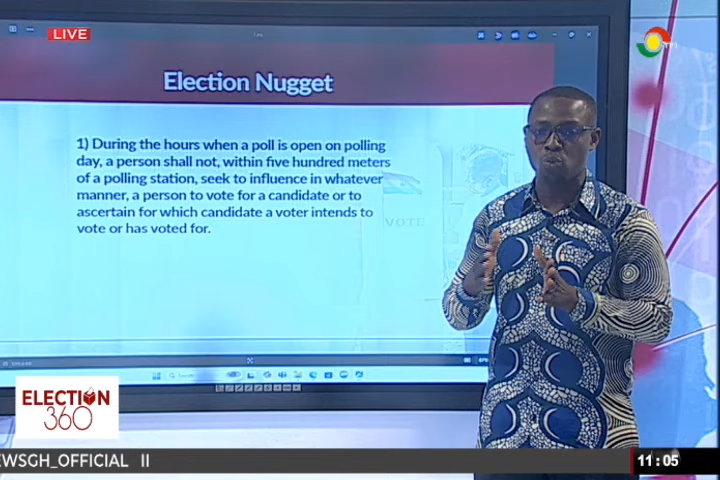 LIVE
Election Nugget
1) During the hours when a poll is open on polling
day, a person shall not, within five hundred meters
of a polling station, seek to influence in whatever
manner, a person to vote for a candidate or to
ascertain for which candidate a voter intends to
vote or has voted for.
VOTE
ELECTION
360
EWSGH_OFFICIAL II
11:05